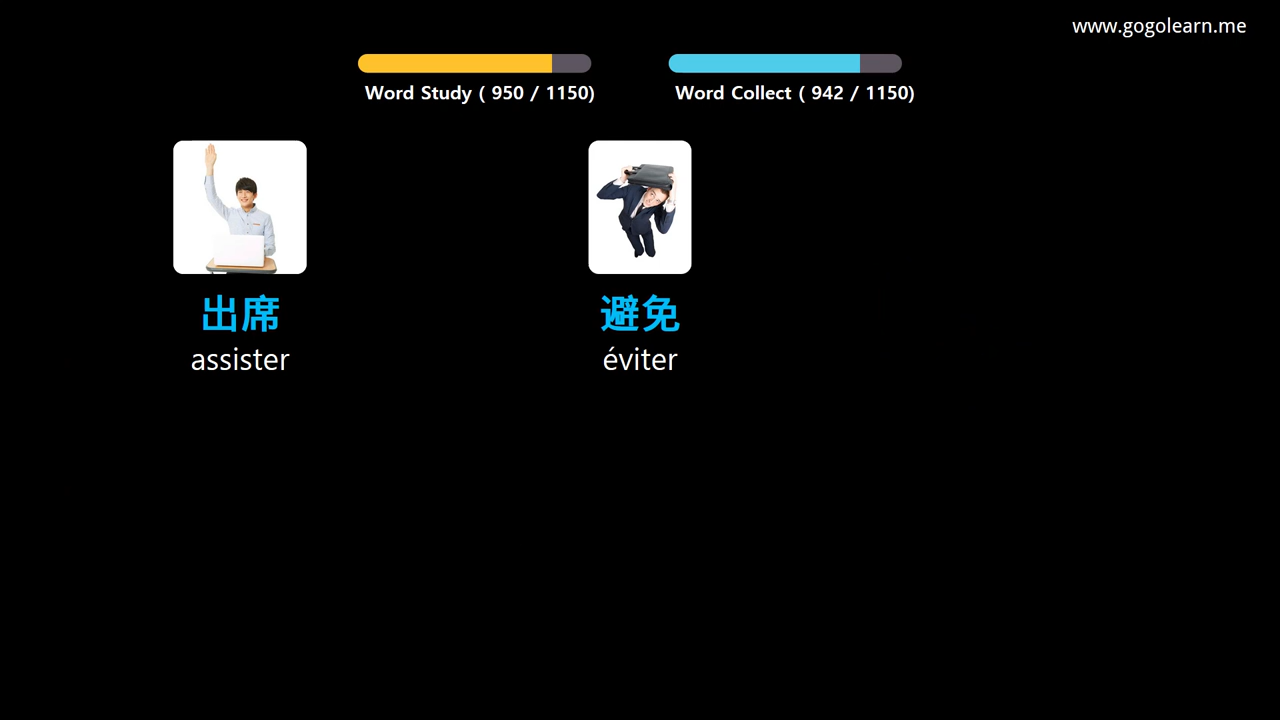 www.gogolearn.me
Word Study ( 950 / 1150)
Word Collect ( 942 / 1150)
出席
assister
避免
éviter